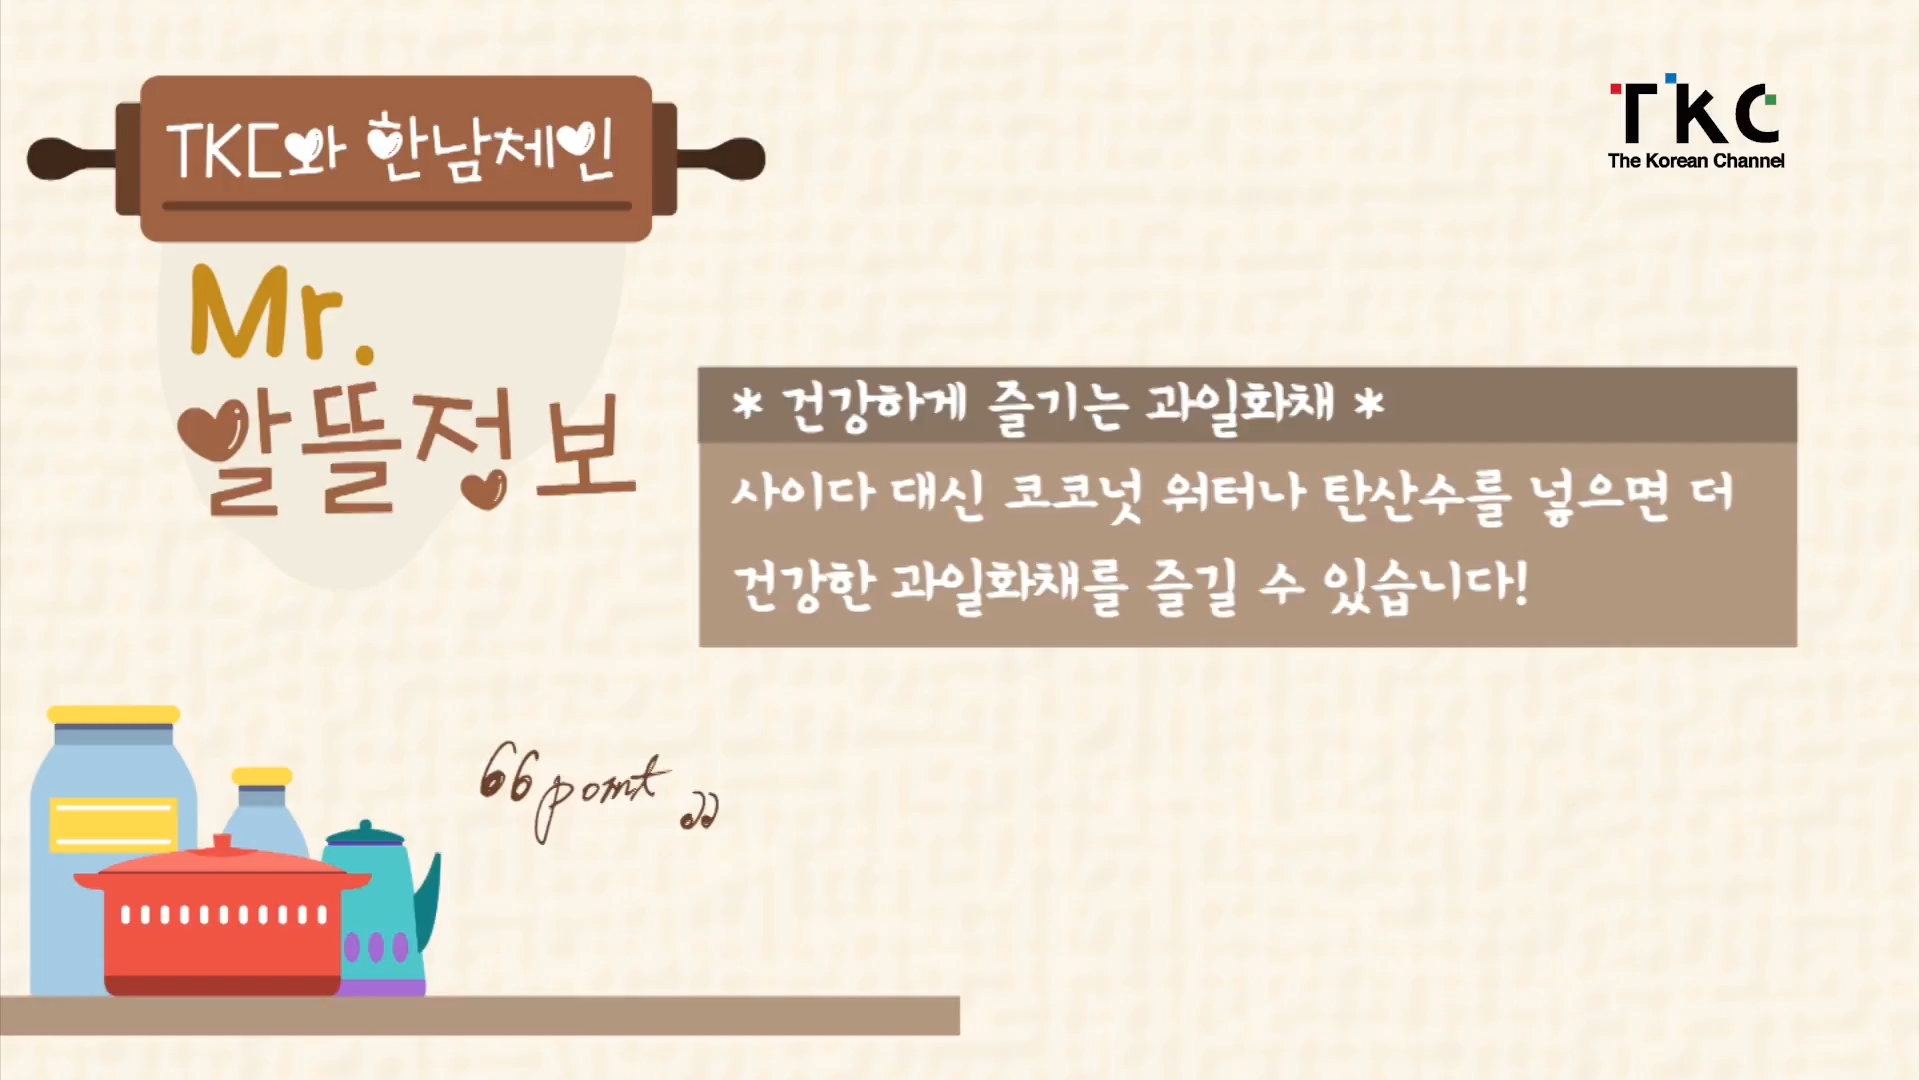 TKC와 한남체인
TKC
The Korean Channel
Mr.
알뜰정보
* 건강하게 즐기는 과일화채 *
사이다 대신 코코넛 워터나 탄산수를 넣으면 더
건강한 과일화채를 즐길 수 있습니다!
66 point